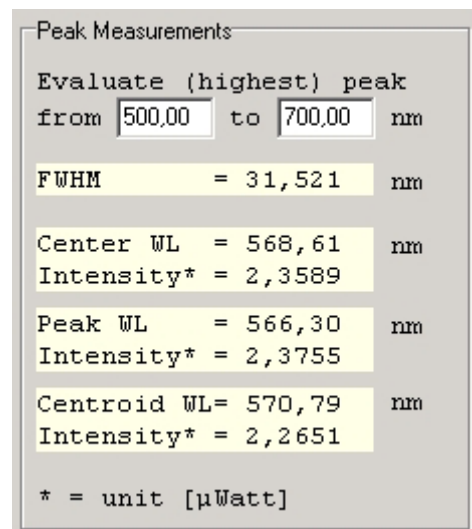 Peak Measurements
Evaluate (highest) peak
from 500,00 to 700,00 nm
FWHM = 31,521 nm
Center WL = 568,61 nm
Intensity* = 2,3589
Peak WL = 566,30 nm
Intensity* = 2,3755
Centroid WL= 570,79 nm
Intensity* = 2,2651
* = unit [µWatt]